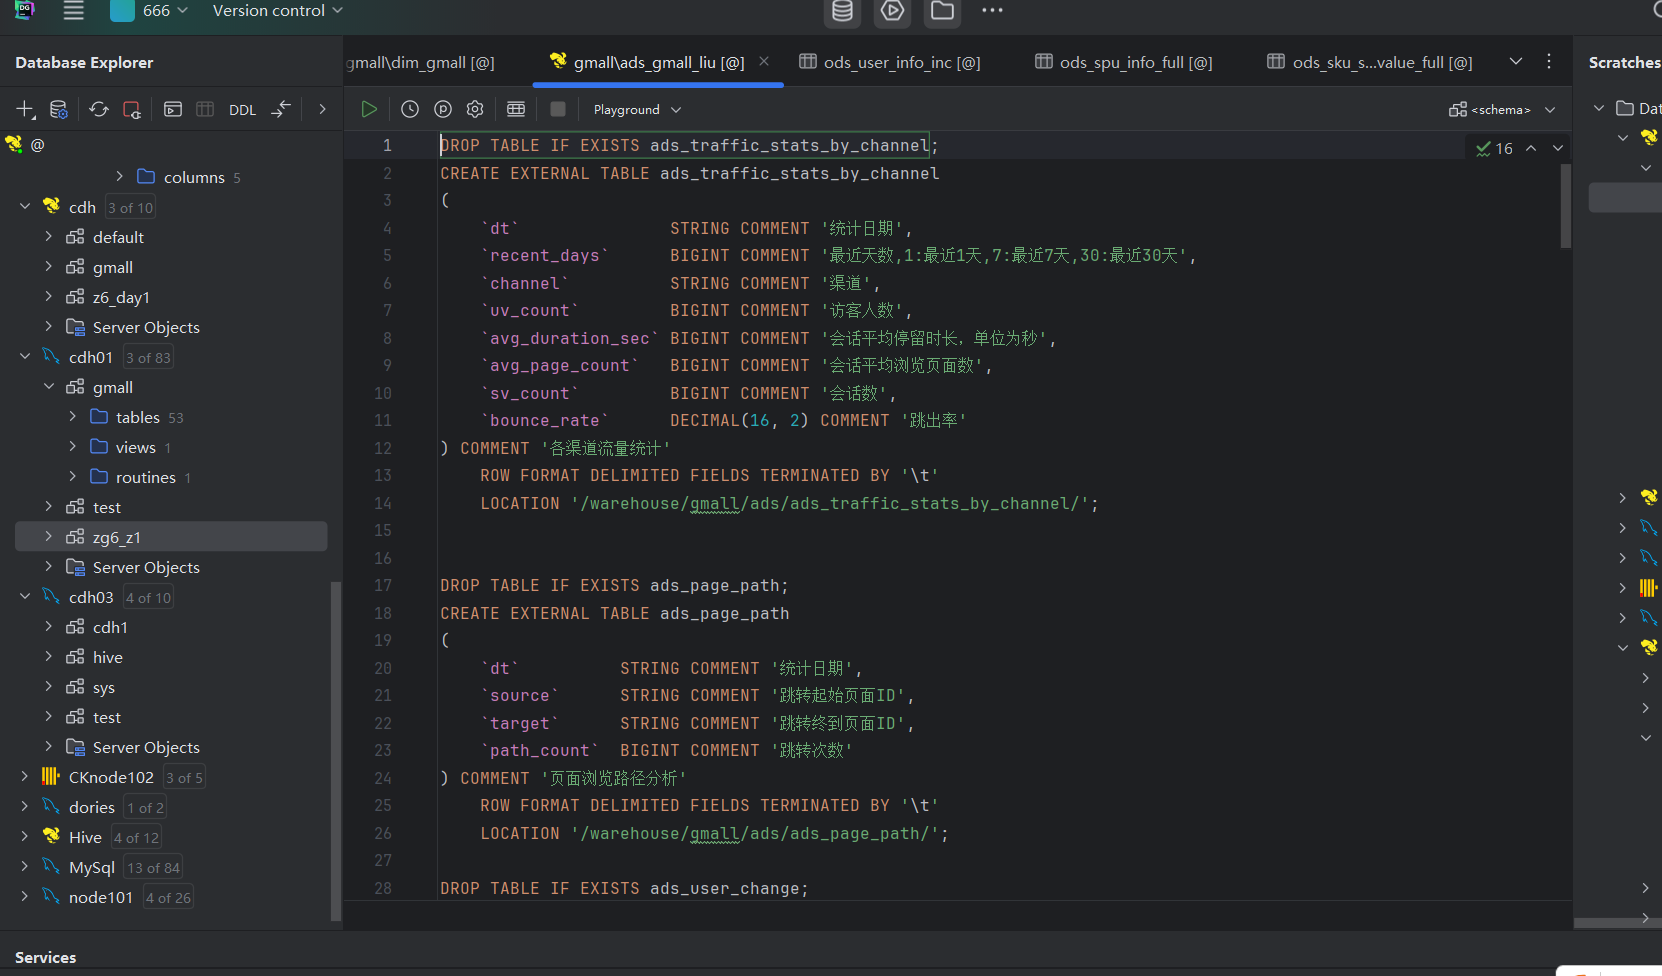 DG 666 Version control
Database Explorer
gmall\dim_gmall [@] gmall\ads_gmall_liu [@] ods_user_info_inc [@] ods_spu_info_full [@] ods_sku_s...value_full [@]
Scratches
DDL
Playground
<schema>
@
columns 5
cdh 3 of 10
default
gmall
z6_day1
Server Objects
cdh01 3 of 83
gmall
tables 53
views 1
routines 1
test
zg6_z1
Server Objects
cdh03 4 of 10
cdh1
hive
sys
test
Server Objects
CKnode102 3 of 5
dories 1 of 2
Hive 4 of 12
MySql 13 of 84
node101 4 of 26
1 DROP TABLE IF EXISTS ads_traffic_stats_by_channel;
2 CREATE EXTERNAL TABLE ads_traffic_stats_by_channel
3 (
4 `dt` STRING COMMENT '统计日期',
5 `recent_days` BIGINT COMMENT '最近天数,1:最近1天,7:最近7天,30:最近30天',
6 `channel` STRING COMMENT '渠道',
7 `uv_count` BIGINT COMMENT '访客人数',
8 `avg_duration_sec` BIGINT COMMENT '会话平均停留时长，单位为秒',
9 `avg_page_count` BIGINT COMMENT '会话平均浏览页面数',
10 `sv_count` BIGINT COMMENT '会话数',
11 `bounce_rate` DECIMAL(16, 2) COMMENT '跳出率'
12 ) COMMENT '各渠道流量统计'
13 ROW FORMAT DELIMITED FIELDS TERMINATED BY '\t'
14 LOCATION '/warehouse/gmall/ads/ads_traffic_stats_by_channel/';
15
16
17 DROP TABLE IF EXISTS ads_page_path;
18 CREATE EXTERNAL TABLE ads_page_path
19 (
20 `dt` STRING COMMENT '统计日期',
21 `source` STRING COMMENT '跳转起始页面ID',
22 `target` STRING COMMENT '跳转终到页面ID',
23 `path_count` BIGINT COMMENT '跳转次数'
24 ) COMMENT '页面浏览路径分析'
25 ROW FORMAT DELIMITED FIELDS TERMINATED BY '\t'
26 LOCATION '/warehouse/gmall/ads/ads_page_path/';
27
28 DROP TABLE IF EXISTS ads_user_change;
16
Dat
Services